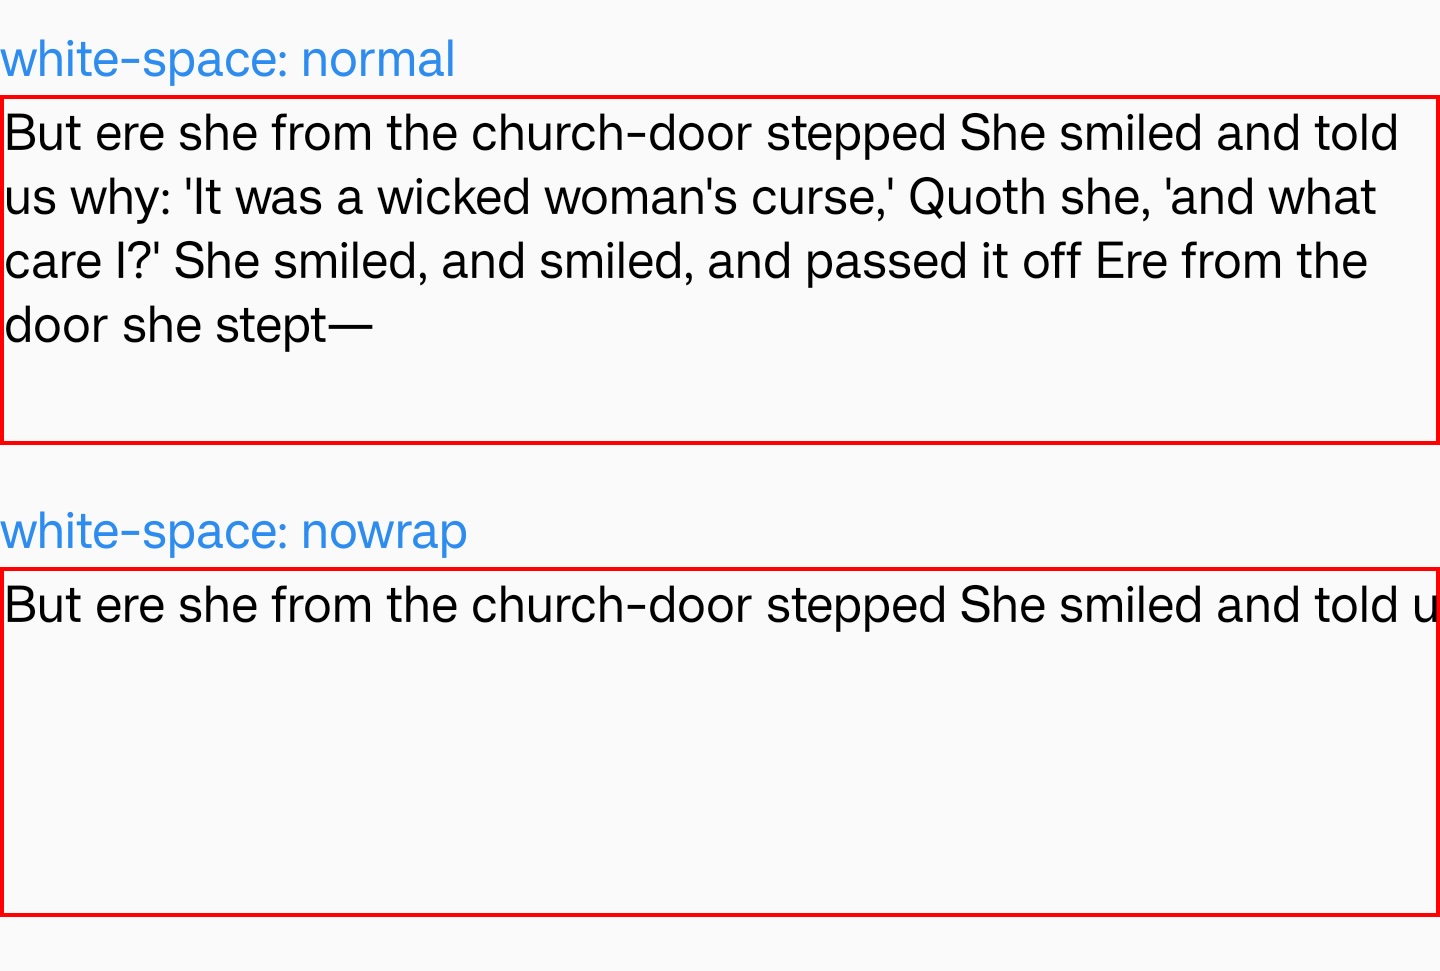 white-space: normal
But ere she from the church-door stepped She smiled and told
us why: 'It was a wicked woman's curse,' Quoth she, 'and what
care I?' She smiled, and smiled, and passed it off Ere from the
door she stept—
white-space: nowrap
But ere she from the church-door stepped She smiled and told u